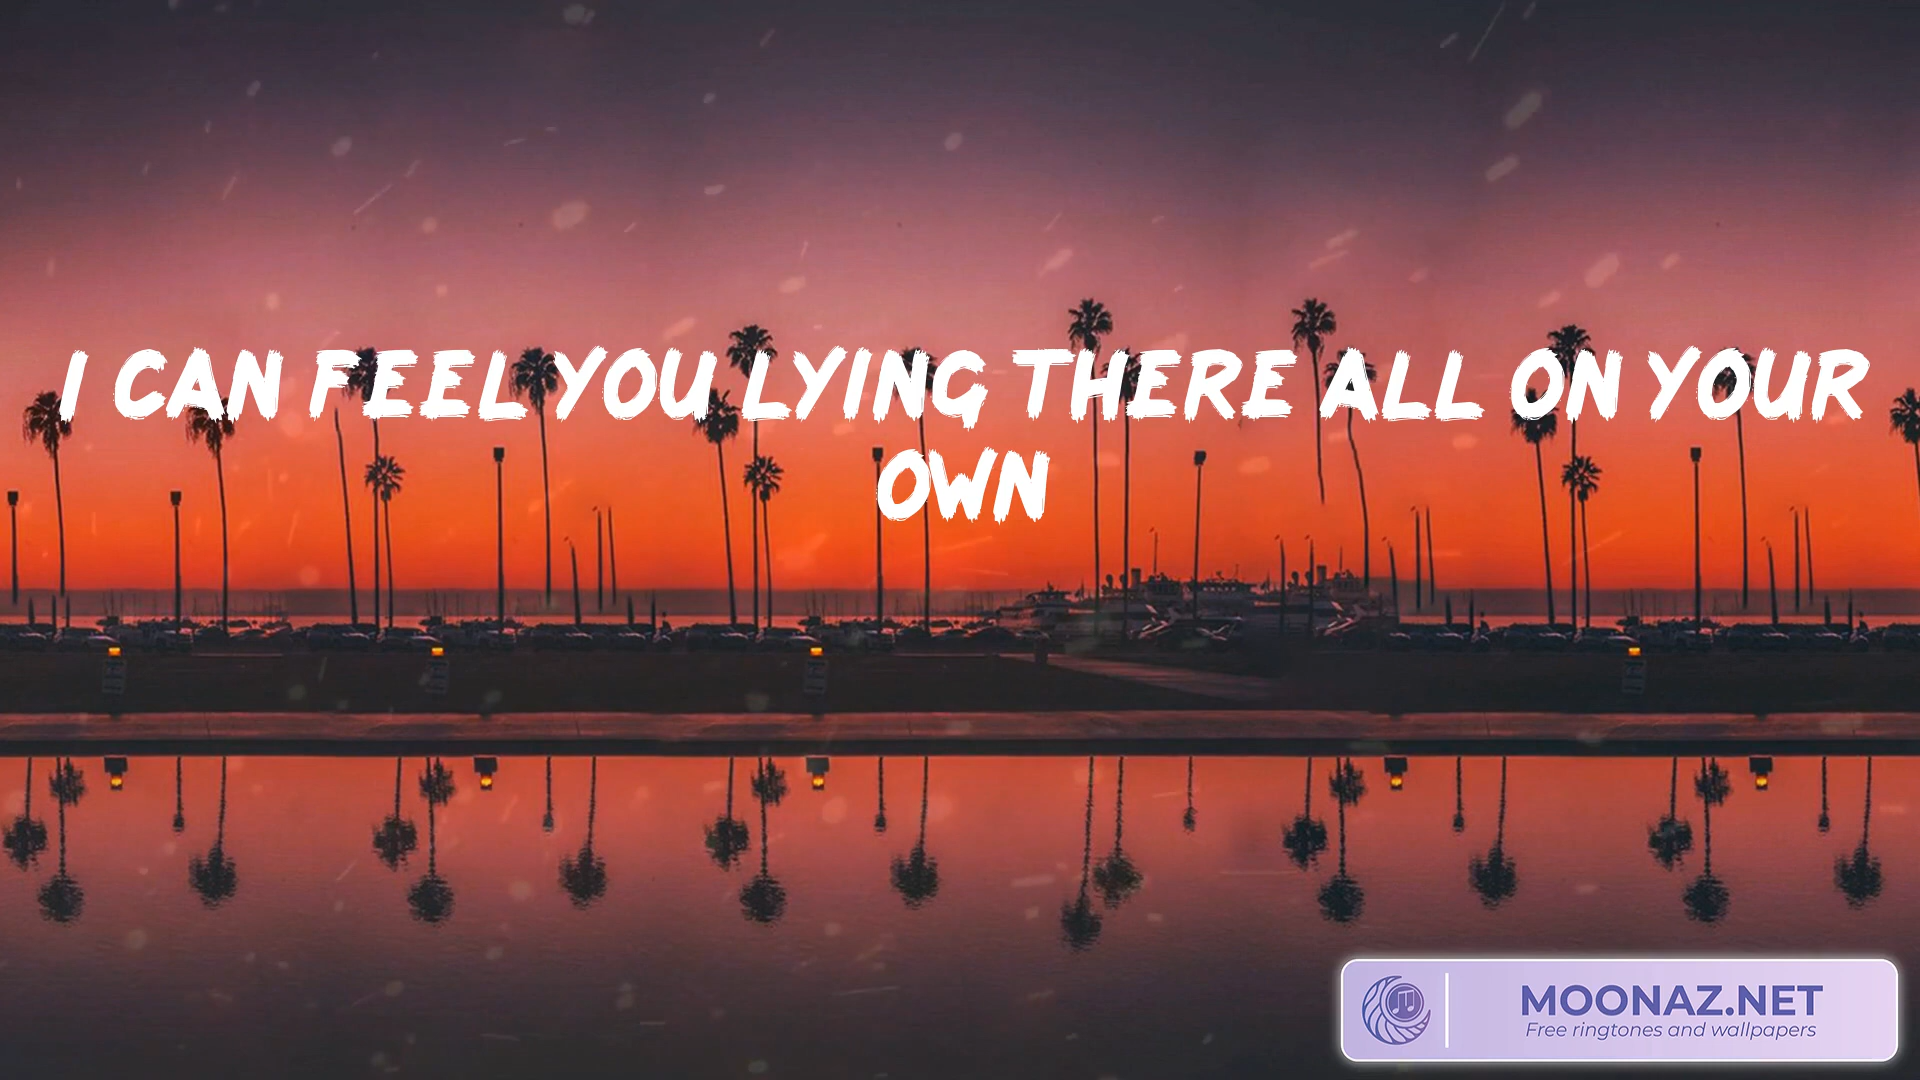 I CAN FEEL YOU LYING THERE ALL ON YOUR
OWN
MOONAZ.NET
Free ringtones and wallpapers